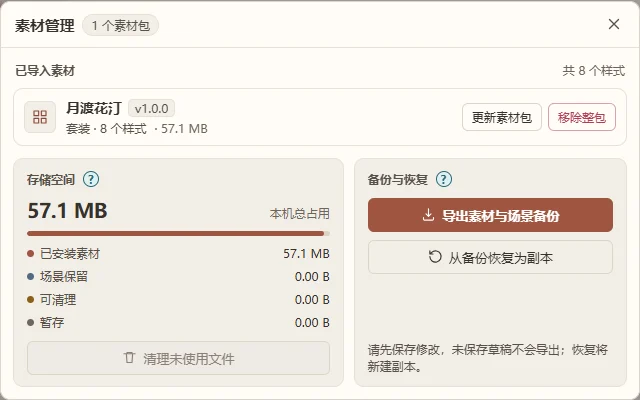 素材管理 1 个素材包
已导入素材 共 8 个样式
月渡花汀 v1.0.0
套装 · 8 个样式 · 57.1 MB
更新素材包 移除整包
存储空间 ?
57.1 MB 本机总占用
已安装素材 57.1 MB
场景保留 0.00 B
可清理 0.00 B
暂存 0.00 B
清理未使用文件
备份与恢复 ?
导出素材与场景备份
从备份恢复为副本
请先保存修改，未保存草稿不会导出；恢复将
新建副本。